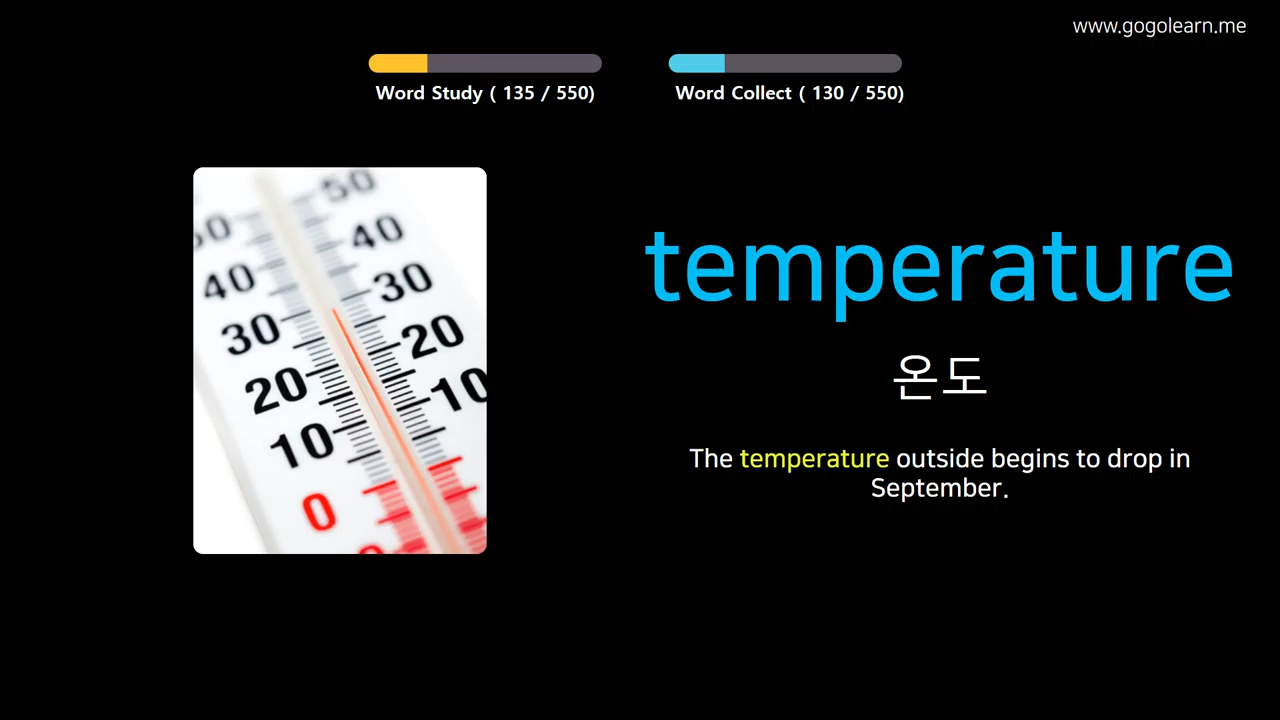 www.gogolearn.me
Word Study ( 135 / 550)
Word Collect ( 130 / 550)
50
40
30
20
10
40
30
20
10
0
temperature
온도
The temperature outside begins to drop in
September.